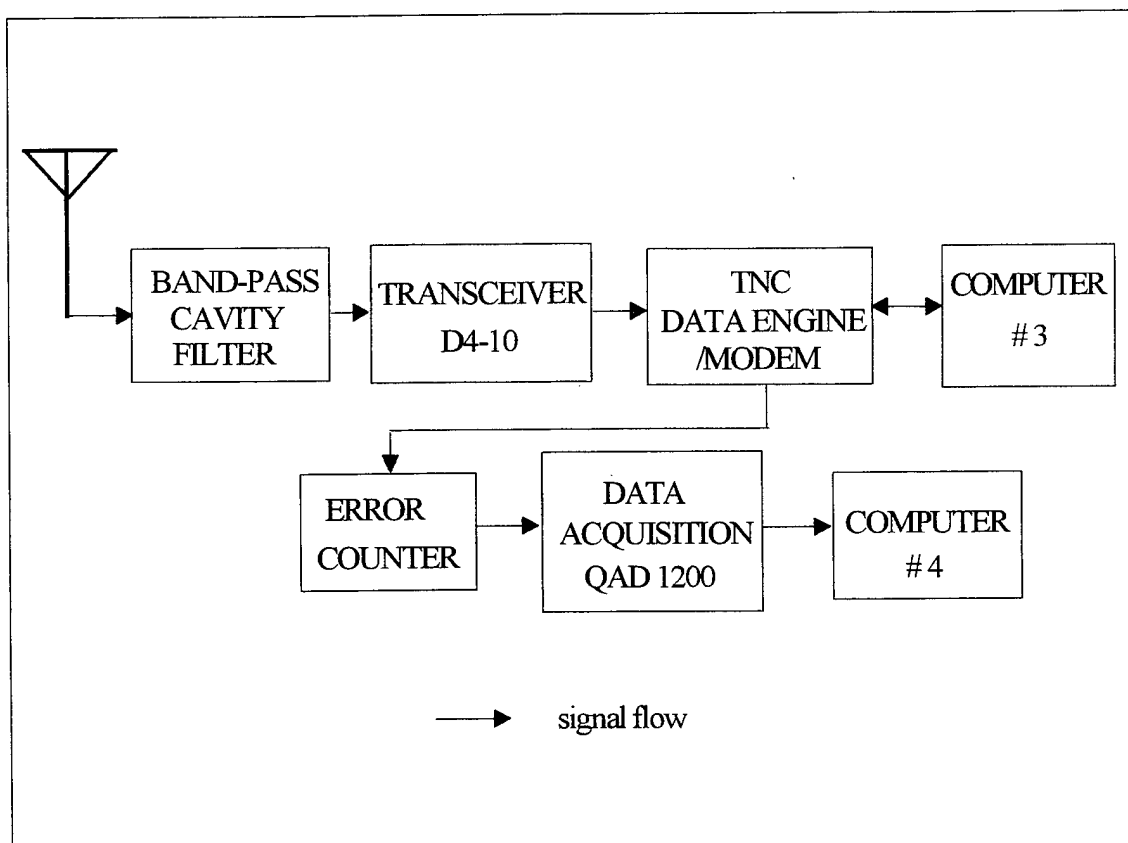 BAND-PASS
CAVITY
FILTER
TRANSCEIVER
D4-10
TNC
DATA ENGINE
/MODEM
COMPUTER
#3
ERROR
COUNTER
DATA
ACQUISITION
QAD 1200
COMPUTER
#4
signal flow